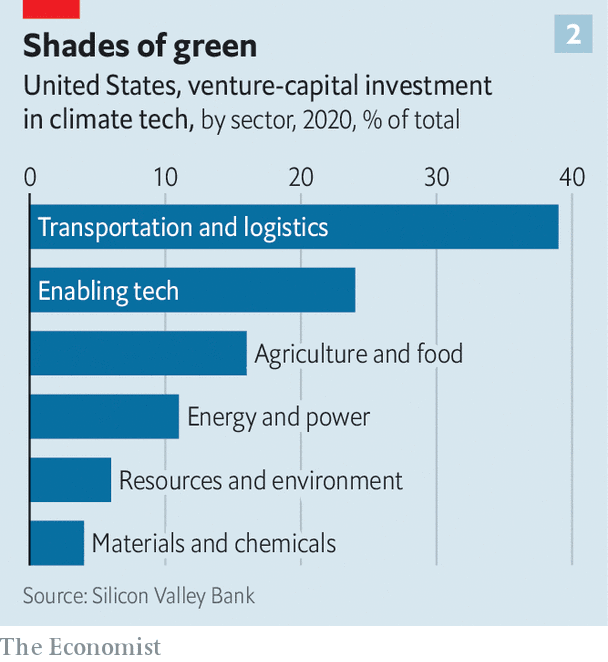 Shades of green
2
United States, venture-capital investment
in climate tech, by sector, 2020, % of total
0 10 20 30 40
Transportation and logistics
Enabling tech
Agriculture and food
Energy and power
Resources and environment
Materials and chemicals
Source: Silicon Valley Bank
The Economist